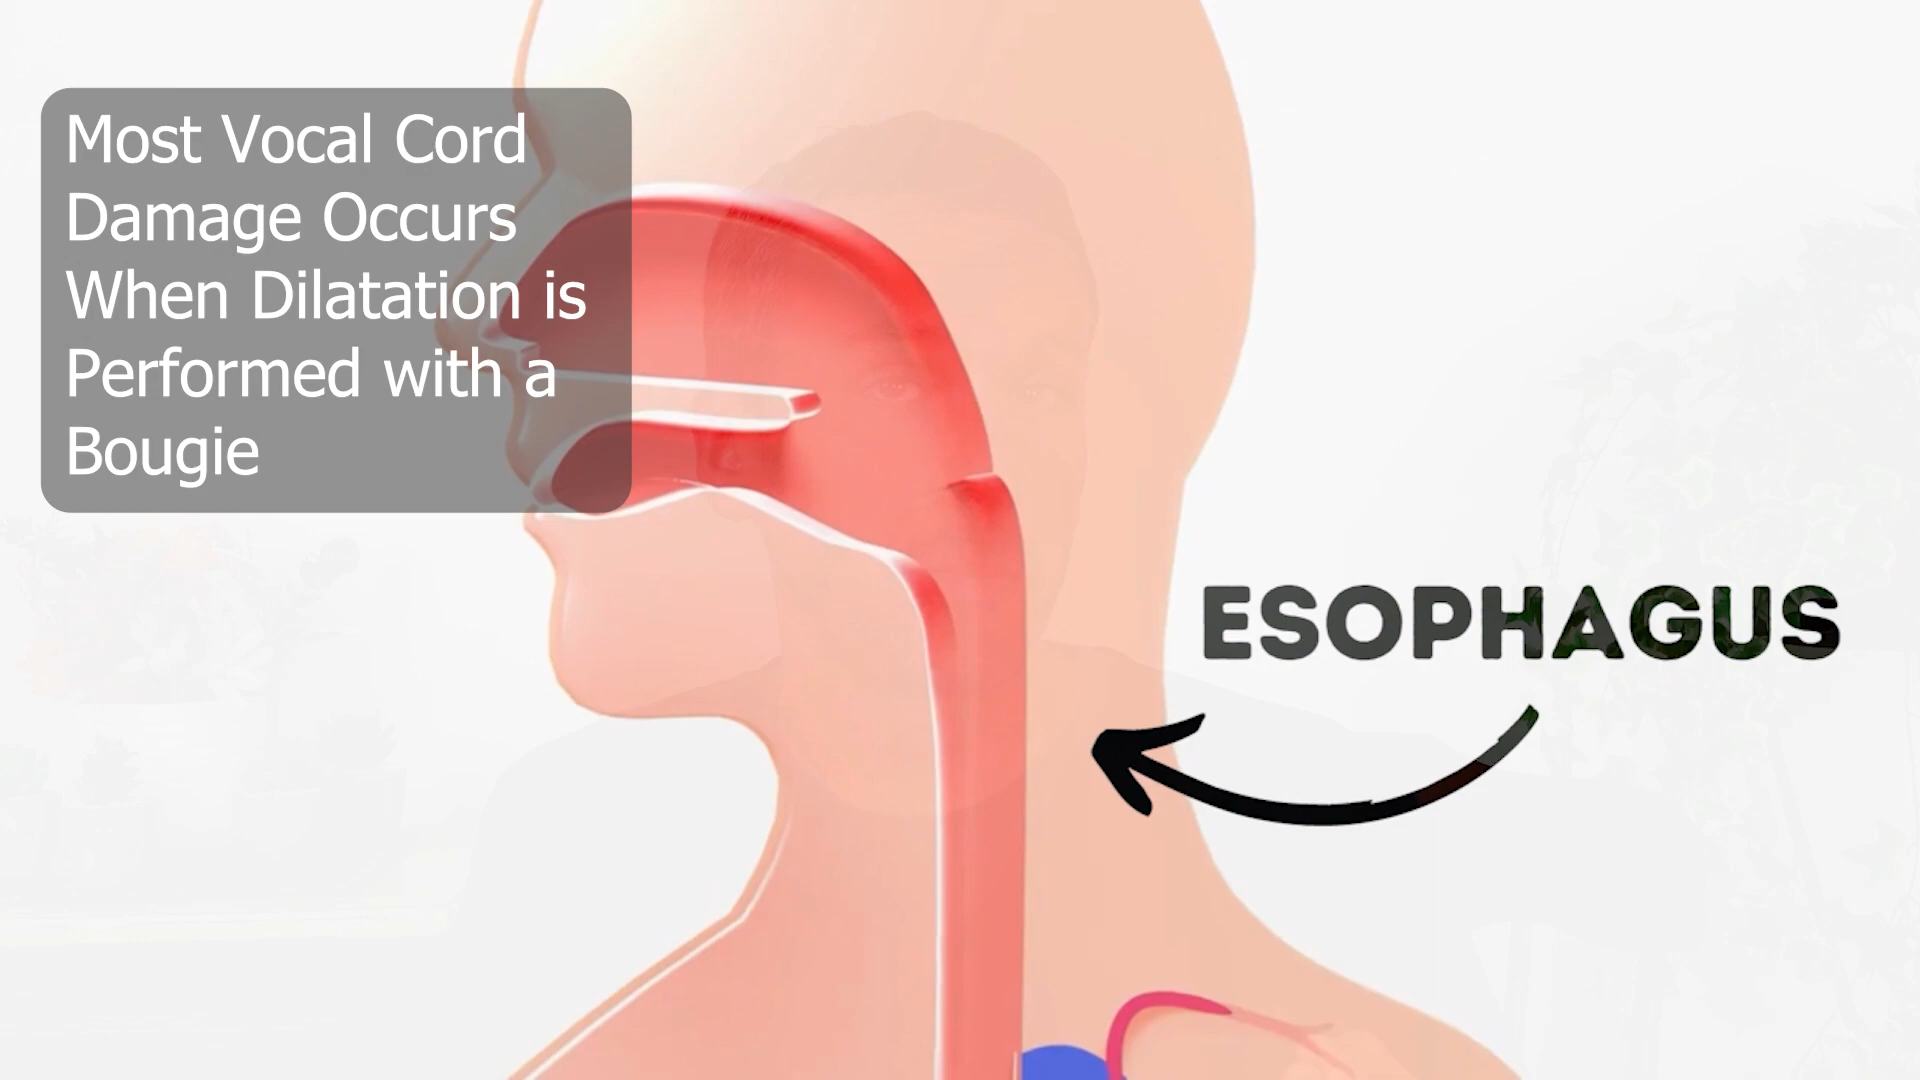 Most Vocal Cord
Damage Occurs
When Dilatation is
Performed with a
Bougie
ESOPHAGUS